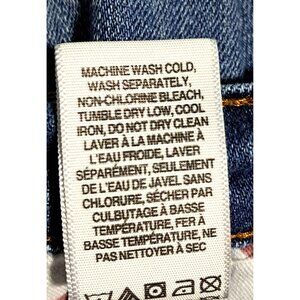 MACHINE WASH COLD,
WASH SEPARATELY,
NON-CHLORINE BLEACH,
TUMBLE DRY LOW, COOL
IRON, DO NOT DRY CLEAN
LAVER À LA MACHINE À
L'EAU FROIDE, LAVER
SÉPARÉMENT, SEULEMENT
DE L'EAU DE JAVEL SANS
CHLORURE, SÉCHER PAR
CULBUTAGE À BASSE
TEMPÉRATURE, FER À
BASSE TEMPÉRATURE, NE
PAS NETTOYER À SEC